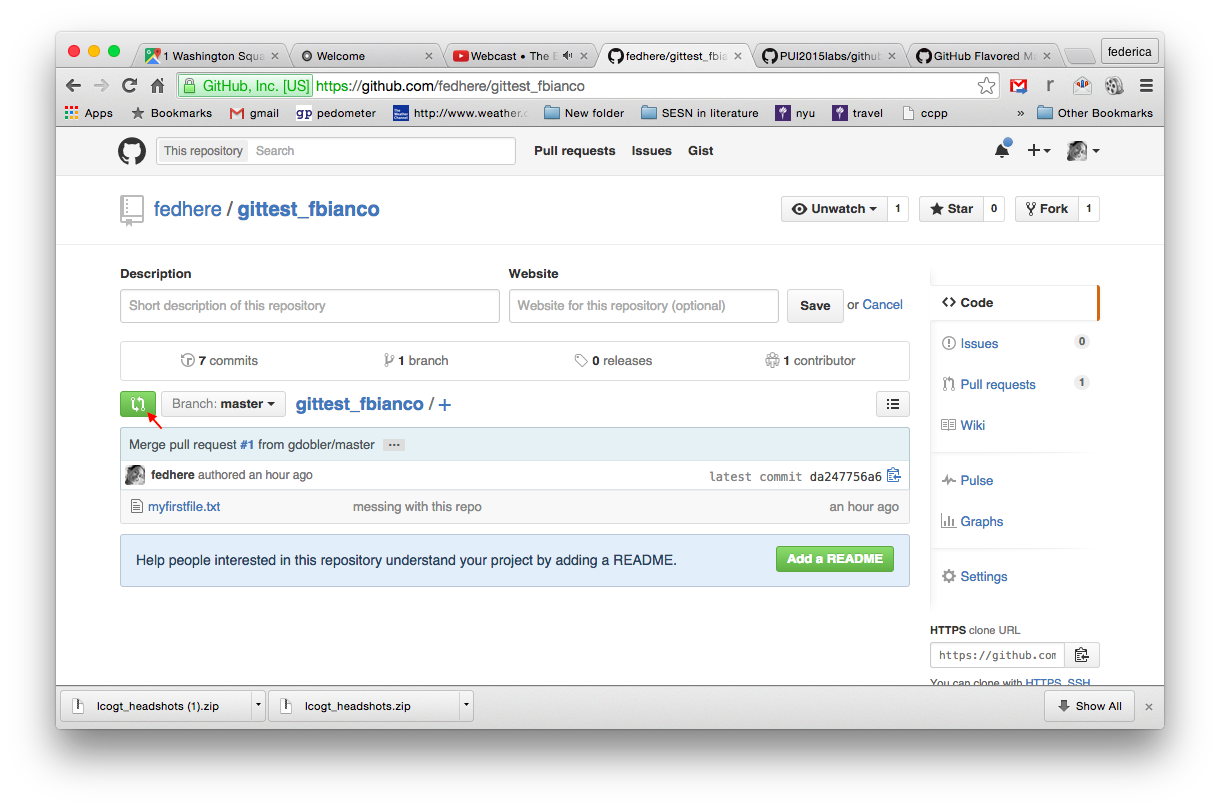 1 Washington Squa
Welcome
Webcast • The E
fedhere/gittest_fbia
PUI2015labs/github
GitHub Flavored Ma
federica
GitHub, Inc. [US] https://github.com/fedhere/gittest_fbianco
Apps Bookmarks gmail gp pedometer http://www.weather.c New folder SESN in literature nyu travel ccpp » Other Bookmarks
This repository Search Pull requests Issues Gist
fedhere / gittest_fbianco Unwatch 1 Star 0 Fork 1
Description Website
Short description of this repository Website for this repository (optional) Save or Cancel
7 commits 1 branch 0 releases 1 contributor
Branch: master gittest_fbianco / +
Merge pull request #1 from gdobler/master ...
fedhere authored an hour ago latest commit da247756a6
myfirstfile.txt messing with this repo an hour ago
Help people interested in this repository understand your project by adding a README. Add a README
Code
Issues 0
Pull requests 1
Wiki
Pulse
Graphs
Settings
HTTPS clone URL
https://github.com
You can clone with HTTPS, SSH
lcogt_headshots (1).zip lcogt_headshots.zip Show All